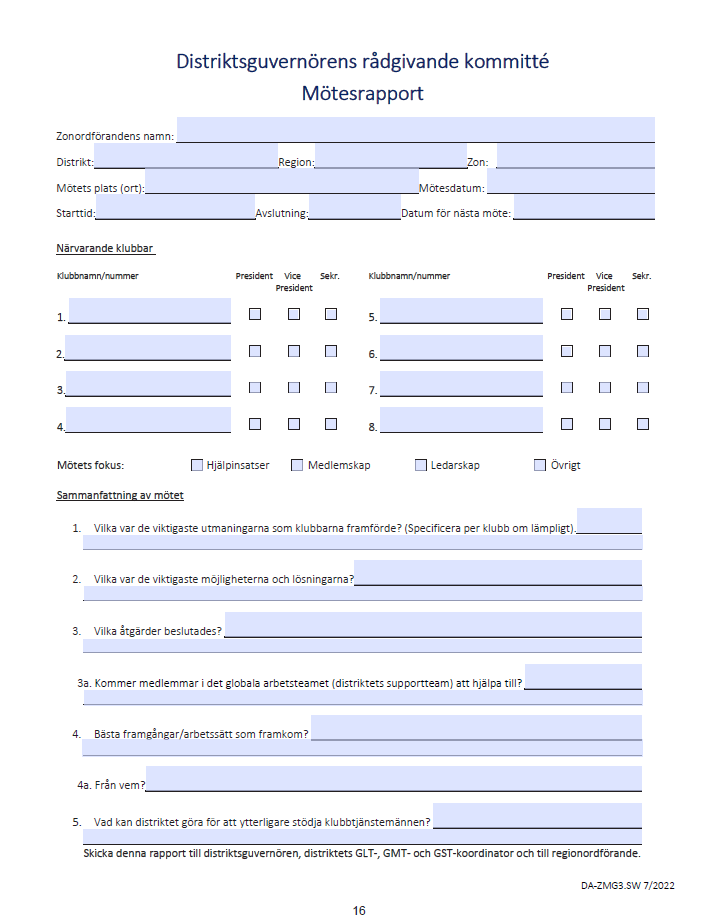 Distriktsguvernörens rådgivande kommitté
Mötesrapport
Zonordförandens namn:
Distrikt: Region: Zon:
Mötets plats (ort): Mötesdatum:
Starttid: Avslutning: Datum för nästa möte:
Närvarande klubbar
Klubbnamn/nummer President Vice President Sekr. Klubbnamn/nummer President Vice President Sekr.
1. 5.
2. 6.
3. 7.
4. 8.
Mötets fokus: Hjälpinsatser Medlemskap Ledarskap Övrigt
Sammanfattning av mötet
1. Vilka var de viktigaste utmaningarna som klubbarna framförde? (Specificera per klubb om lämpligt).
2. Vilka var de viktigaste möjligheterna och lösningarna?
3. Vilka åtgärder beslutades?
3a. Kommer medlemmar i det globala arbetsteamet (distriktets supportteam) att hjälpa till?
4. Bästa framgångar/arbetssätt som framkom?
4a. Från vem?
5. Vad kan distriktet göra för att ytterligare stödja klubbtjänstemännen?
Skicka denna rapport till distriktsguvernören, distriktets GLT-, GMT- och GST-koordinator och till regionordförande.
DA-ZMG3.SW 7/2022
16